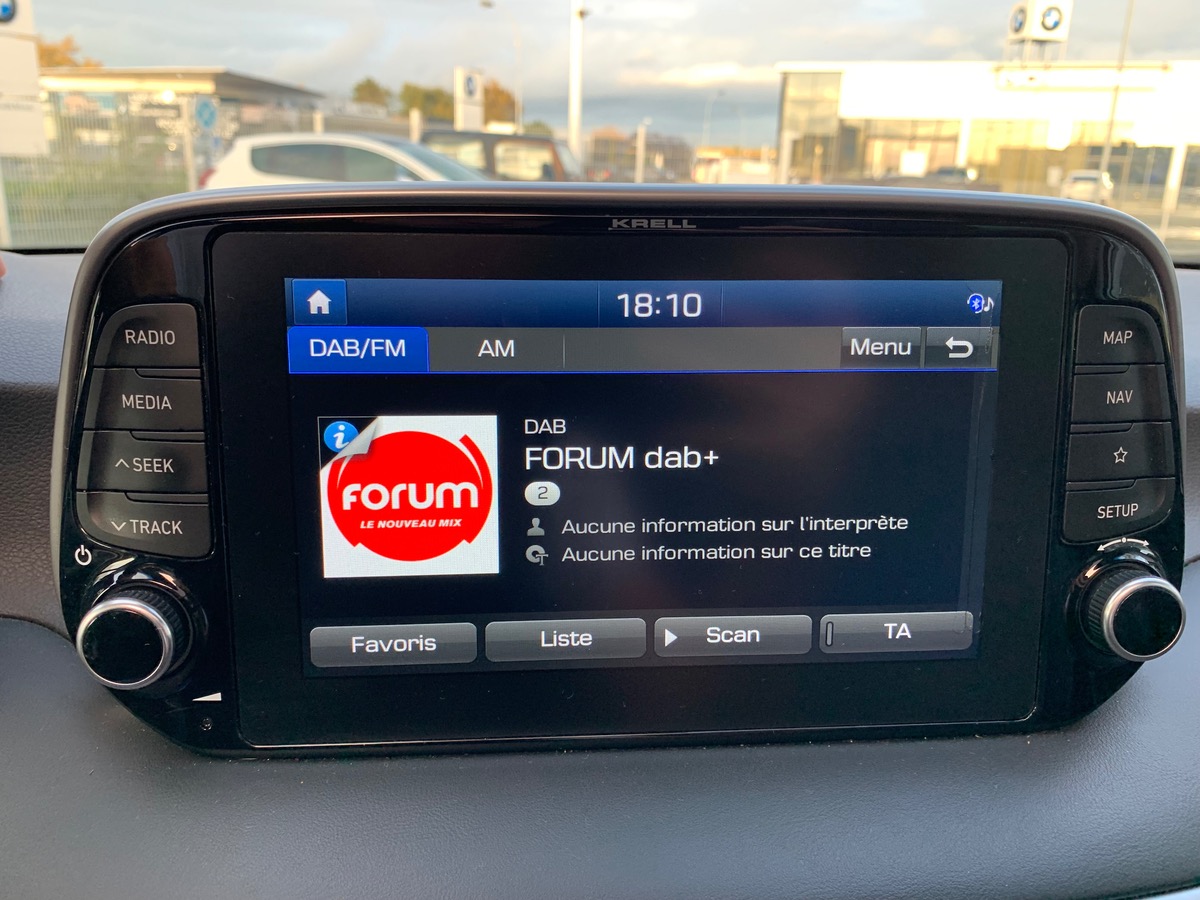 KRELL
18:10
DAB/FM
AM
Menu
RADIO
MEDIA
SEEK
TRACK
MAP
NAV
SETUP
i
forum
LE NOUVEAU MIX
DAB
FORUM dab+
2
Aucune information sur l'interprète
Aucune information sur ce titre
Favoris
Liste
Scan
TA